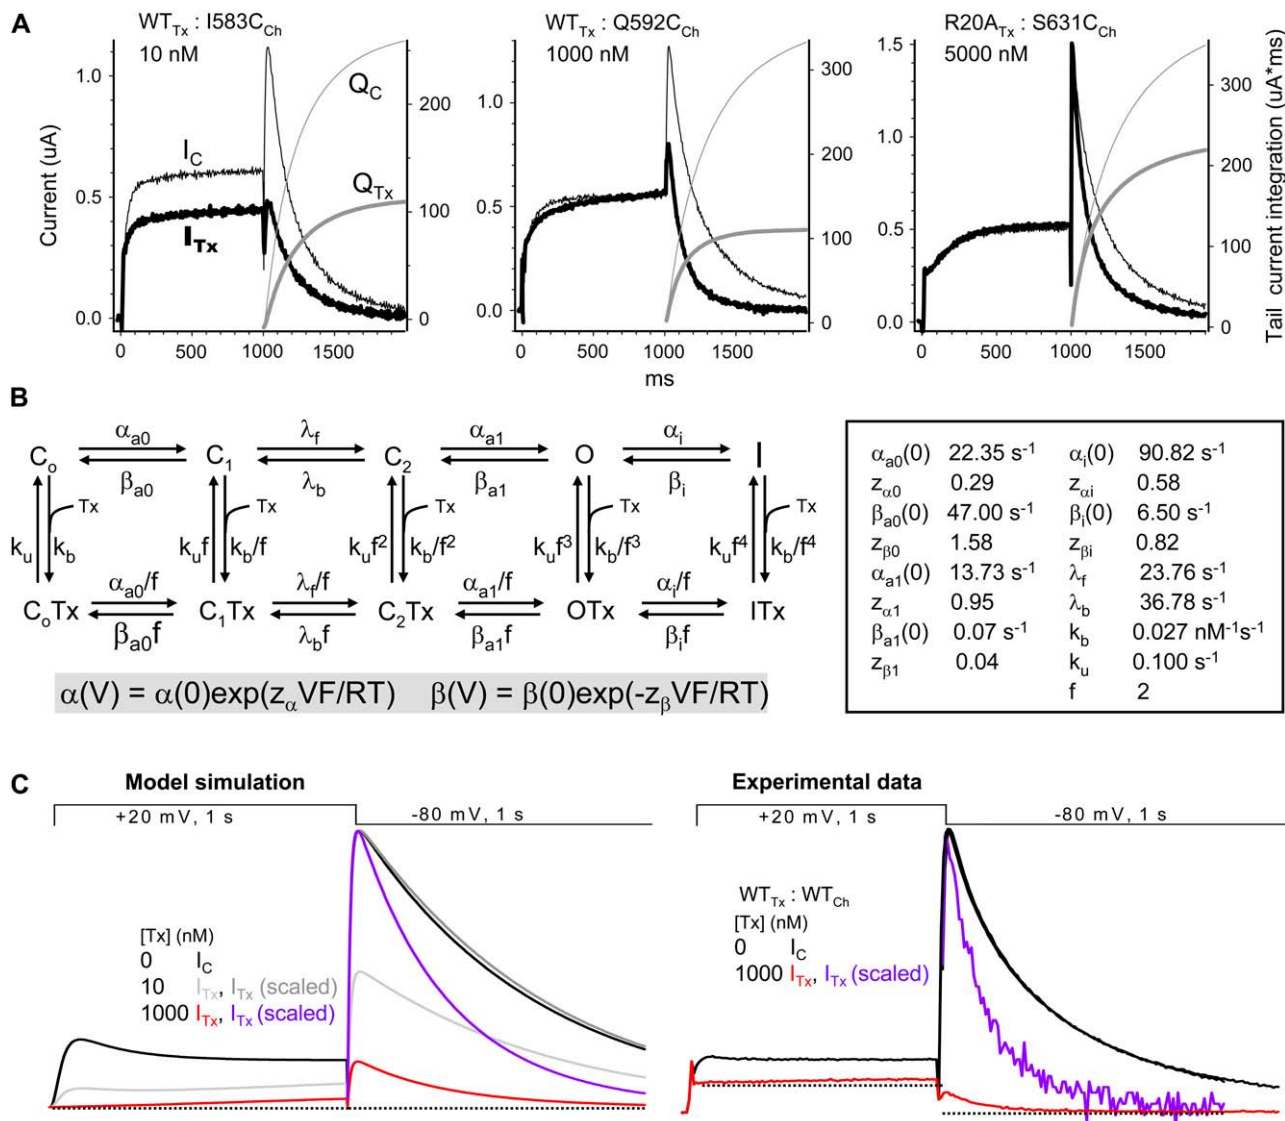 A
WT_Tx : I583C_Ch
10 nM
WT_Tx : Q592C_Ch
1000 nM
R20A_Tx : S631C_Ch
5000 nM
Current (uA)
1.0
0.5
0.0
I_C
I_Tx
Q_C
Q_Tx
200
100
0
0 500 1000 1500
1.0
0.5
0.0
300
200
100
0
0 500 1000 1500
ms
1.5
1.0
0.5
0.0
300
200
100
0
0 500 1000 1500
Tail current integration (uA*ms)
B
α_a0 λ_f α_a1 α_i
C_o C_1 C_2 O I
β_a0 λ_b β_a1 β_i
Tx Tx Tx Tx Tx
k_u k_b k_uf k_b/f k_uf² k_b/f² k_uf³ k_b/f³ k_uf⁴ k_b/f⁴
α_a0/f λ_f/f α_a1/f α_i/f
C_oTx C_1Tx C_2Tx OTx ITx
β_a0f λ_bf β_a1f β_if
α(V) = α(0)exp(z_αVF/RT) β(V) = β(0)exp(-z_βVF/RT)
α_a0(0) 22.35 s⁻¹ α_i(0) 90.82 s⁻¹
z_α0 0.29 z_αi 0.58
β_a0(0) 47.00 s⁻¹ β_i(0) 6.50 s⁻¹
z_β0 1.58 z_βi 0.82
α_a1(0) 13.73 s⁻¹ λ_f 23.76 s⁻¹
z_α1 0.95 λ_b 36.78 s⁻¹
β_a1(0) 0.07 s⁻¹ k_b 0.027 nM⁻¹s⁻¹
z_β1 0.04 k_u 0.100 s⁻¹
f 2
C
Model simulation
+20 mV, 1 s
-80 mV, 1 s
[Tx] (nM)
0 I_C
10 I_Tx, I_Tx (scaled)
1000 I_Tx, I_Tx (scaled)
Experimental data
+20 mV, 1 s
-80 mV, 1 s
WT_Tx : WT_Ch
[Tx] (nM)
0 I_C
1000 I_Tx, I_Tx (scaled)